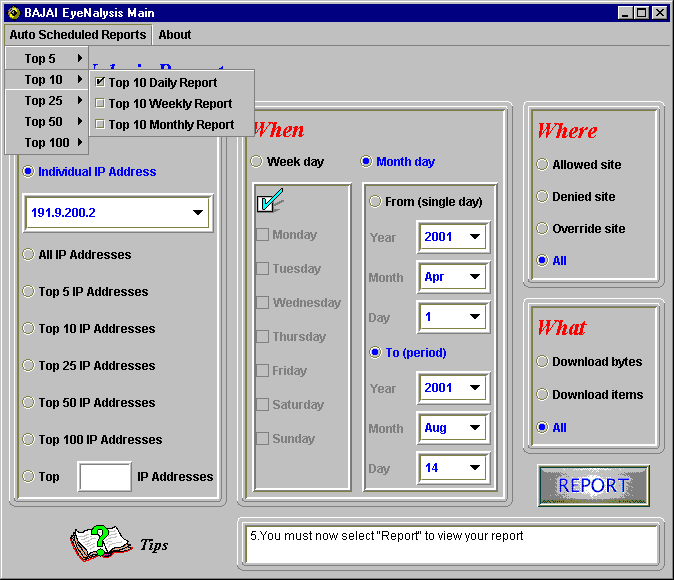 BAJAI EyeNalysis Main
Auto Scheduled Reports About
Top 5
Top 10
Top 25
Top 50
Top 100
Top 10 Daily Report
Top 10 Weekly Report
Top 10 Monthly Report
Individual IP Address
191.9.200.2
All IP Addresses
Top 5 IP Addresses
Top 10 IP Addresses
Top 25 IP Addresses
Top 50 IP Addresses
Top 100 IP Addresses
Top IP Addresses
When
Week day Month day
Monday
Tuesday
Wednesday
Thursday
Friday
Saturday
Sunday
From (single day)
Year 2001
Month Apr
Day 1
To (period)
Year 2001
Month Aug
Day 14
Where
Allowed site
Denied site
Override site
All
What
Download bytes
Download items
All
REPORT
Tips
5.You must now select "Report" to view your report